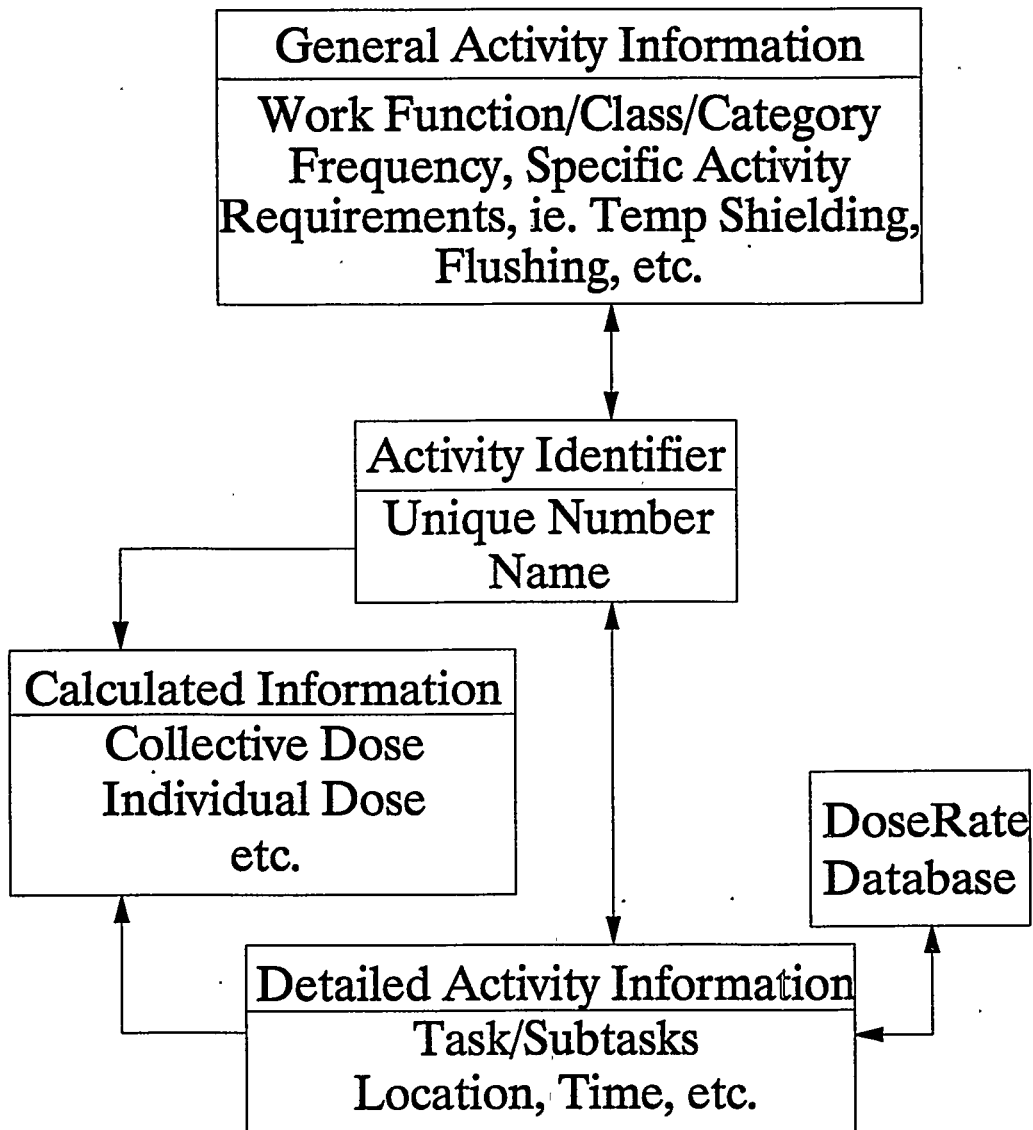 General Activity Information
Work Function/Class/Category
Frequency, Specific Activity
Requirements, ie. Temp Shielding,
Flushing, etc.
Activity Identifier
Unique Number
Name
Calculated Information
Collective Dose
Individual Dose
etc.
DoseRate
Database
Detailed Activity Information
Task/Subtasks
Location, Time, etc.